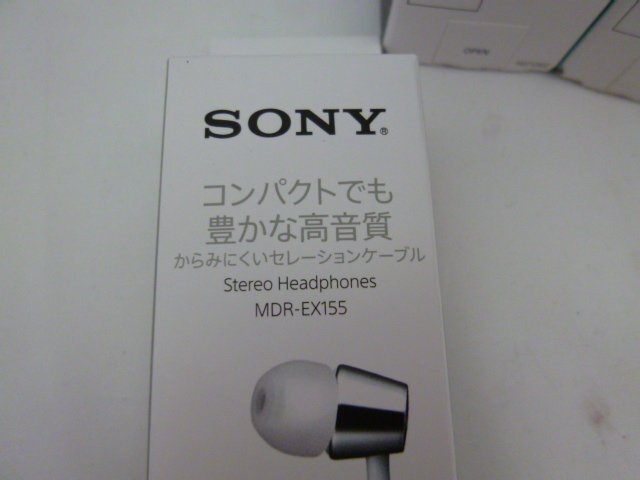 OPEN
SONY®
コンパクトでも
豊かな高音質
からみにくいセレーションケーブル
Stereo Headphones
MDR-EX155